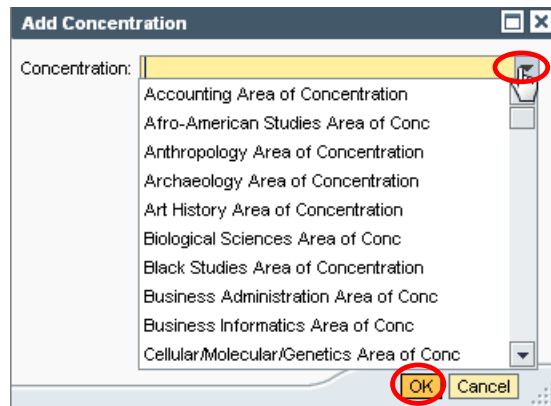 Add Concentration
Concentration:
Accounting Area of Concentration
Afro-American Studies Area of Conc
Anthropology Area of Concentration
Archaeology Area of Concentration
Art History Area of Concentration
Biological Sciences Area of Conc
Black Studies Area of Concentration
Business Administration Area of Conc
Business Informatics Area of Conc
Cellular/Molecular/Genetics Area of Conc
OK Cancel